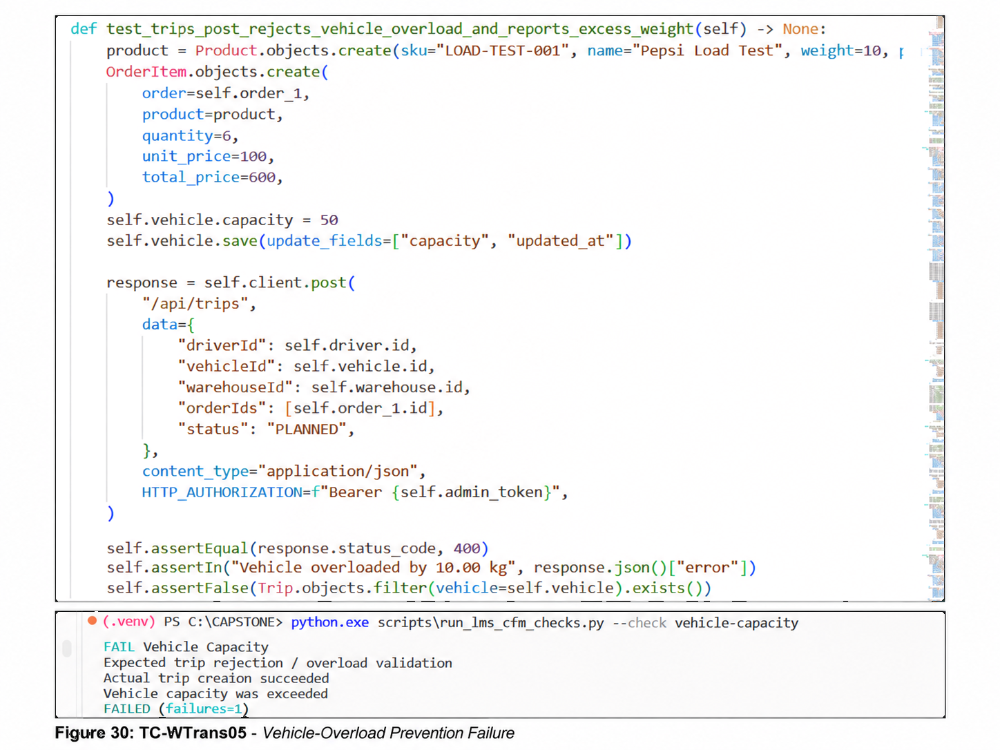 def test_trips_post_rejects_vehicle_overload_and_reports_excess_weight(self) -> None:
product = Product.objects.create(sku="LOAD-TEST-001", name="Pepsi Load Test", weight=10, p
OrderItem.objects.create(
order=self.order_1,
product=product,
quantity=6,
unit_price=100,
total_price=600,
)
self.vehicle.capacity = 50
self.vehicle.save(update_fields=["capacity", "updated_at"])
response = self.client.post(
"/api/trips",
data={
"driverId": self.driver.id,
"vehicleId": self.vehicle.id,
"warehouseId": self.warehouse.id,
"orderIds": [self.order_1.id],
"status": "PLANNED",
},
content_type="application/json",
HTTP_AUTHORIZATION=f"Bearer {self.admin_token}",
)
self.assertEqual(response.status_code, 400)
self.assertIn("Vehicle overloaded by 10.00 kg", response.json()["error"])
self.assertFalse(Trip.objects.filter(vehicle=self.vehicle).exists())
(.venv) PS C:\CAPSTONE> python.exe scripts\run_lms_cfm_checks.py --check vehicle-capacity
FAIL Vehicle Capacity
Expected trip rejection / overload validation
Actual trip creaion succeeded
Vehicle capacity was exceeded
FAILED (failures=1)
Figure 30: TC-WTrans05 - Vehicle-Overload Prevention Failure